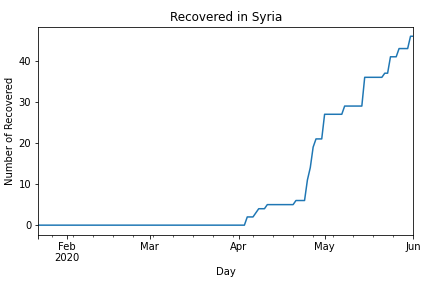 Recovered in Syria
Number of Recovered
40
30
20
10
0
Feb
2020
Mar
Apr
May
Jun
Day